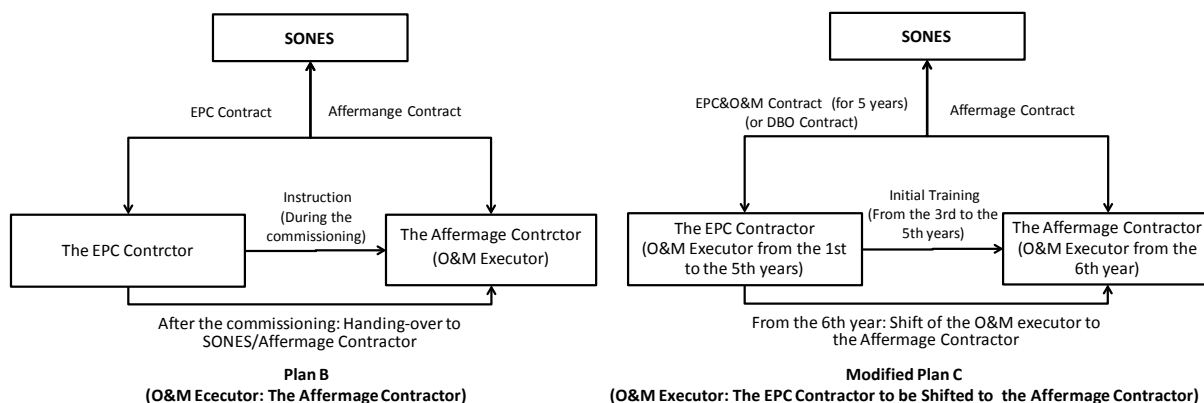 SONES
EPC Contract
Affermange Contract
Instruction
(During the
commissioning)
The EPC Contrctor
The Affermage Contrctor
(O&M Executor)
After the commissioning: Handing-over to
SONES/Affermage Contractor
Plan B
(O&M Ececutor: The Affermage Contractor)
SONES
EPC&O&M Contract (for 5 years)
(or DBO Contract)
Affermage Contract
Initial Training
(From the 3rd to the
5th years)
The EPC Contractor
(O&M Executor from the 1st
to the 5th years)
The Affermage Contractor
(O&M Executor from the
6th year)
From the 6th year: Shift of the O&M executor to
the Affermage Contractor
Modified Plan C
(O&M Executor: The EPC Contractor to be Shifted to the Affermage Contractor)